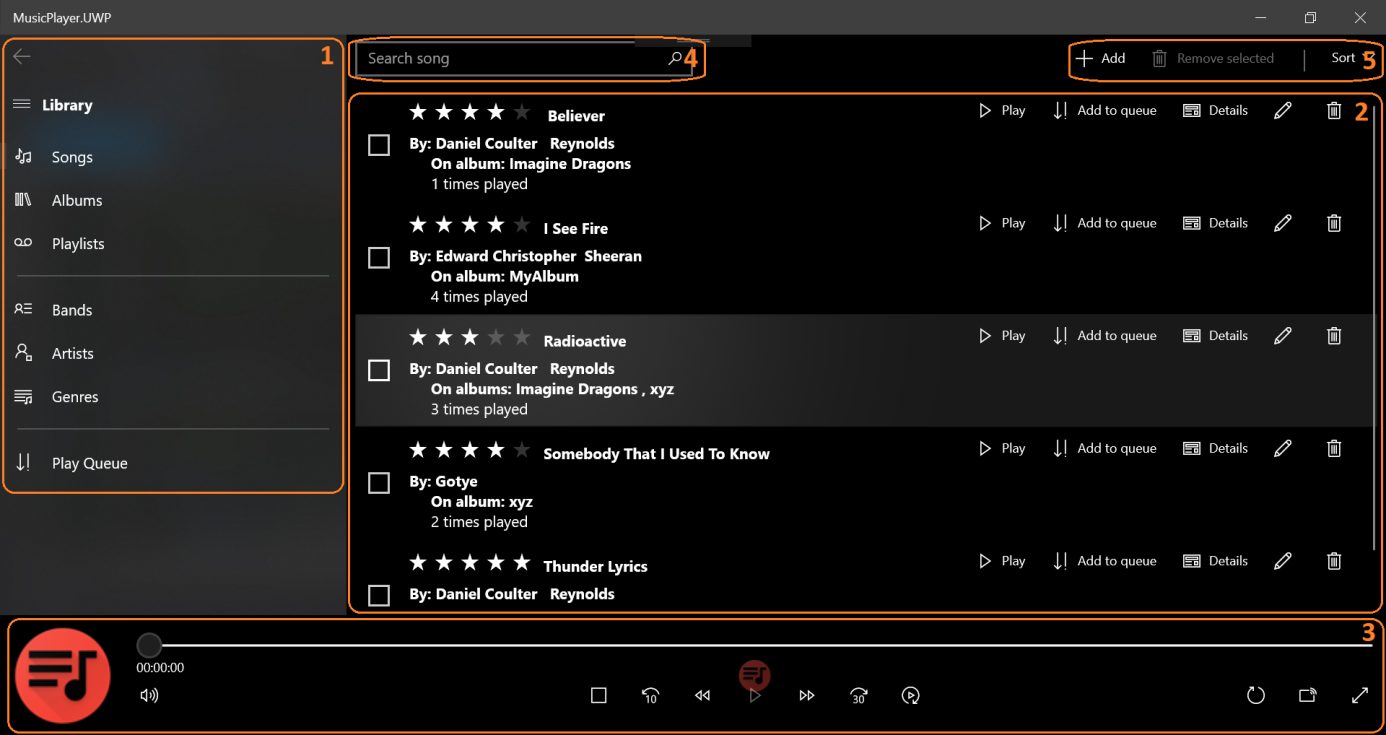 MusicPlayer.UWP
1
Library
Songs
Albums
Playlists
Bands
Artists
Genres
Play Queue
Search song
4
Add
Remove selected
Sort
5
2
Believer
Play
Add to queue
Details
By: Daniel Coulter Reynolds
On album: Imagine Dragons
1 times played
I See Fire
Play
Add to queue
Details
By: Edward Christopher Sheeran
On album: MyAlbum
4 times played
Radioactive
Play
Add to queue
Details
By: Daniel Coulter Reynolds
On albums: Imagine Dragons , xyz
3 times played
Somebody That I Used To Know
Play
Add to queue
Details
By: Gotye
On album: xyz
2 times played
Thunder Lyrics
Play
Add to queue
Details
By: Daniel Coulter Reynolds
3
00:00:00
10
30